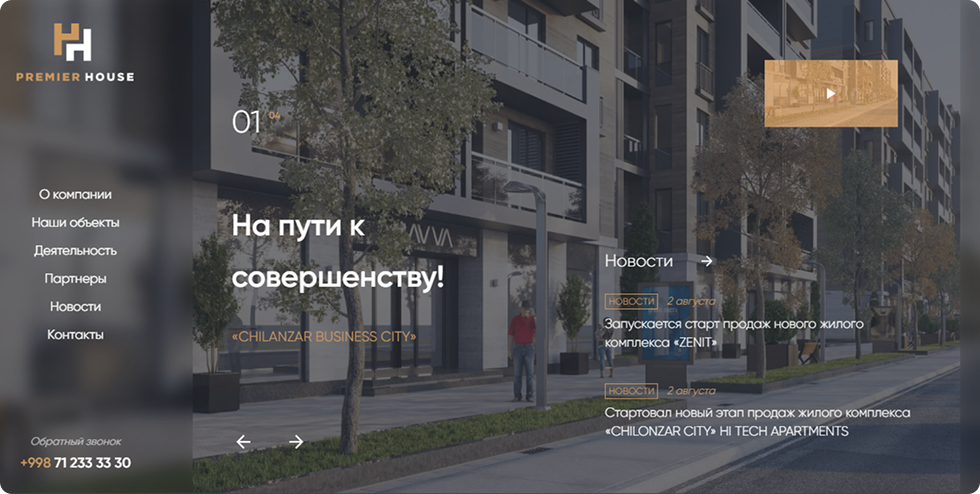 PREMIER HOUSE
О компании
Наши объекты
Деятельность
Партнеры
Новости
Контакты
Обратный звонок
+998 71 233 33 30
01 / 04
На пути к
совершенству!
«CHILANZAR BUSINESS CITY»
Новости
НОВОСТИ 2 августа
Запускается старт продаж нового жилого
комплекса «ZENIT»
НОВОСТИ 2 августа
Стартовал новый этап продаж жилого комплекса
«CHILONZAR CITY» HI TECH APARTMENTS